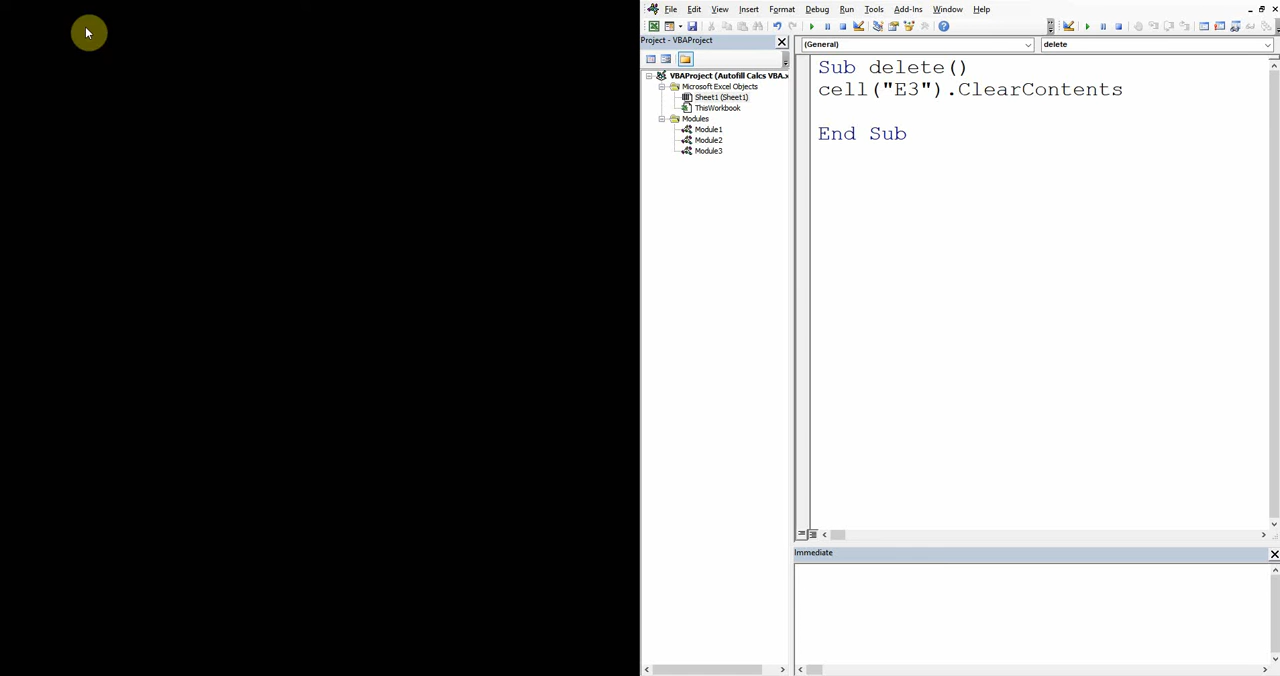 File Edit View Insert Format Debug Run Tools Add-Ins Window Help
Project - VBAProject
(General) delete
VBAProject (Autofill Calcs VBA.x
Microsoft Excel Objects
Sheet1 (Sheet1)
ThisWorkbook
Modules
Module1
Module2
Module3
Sub delete()
cell("E3").ClearContents
End Sub
Immediate